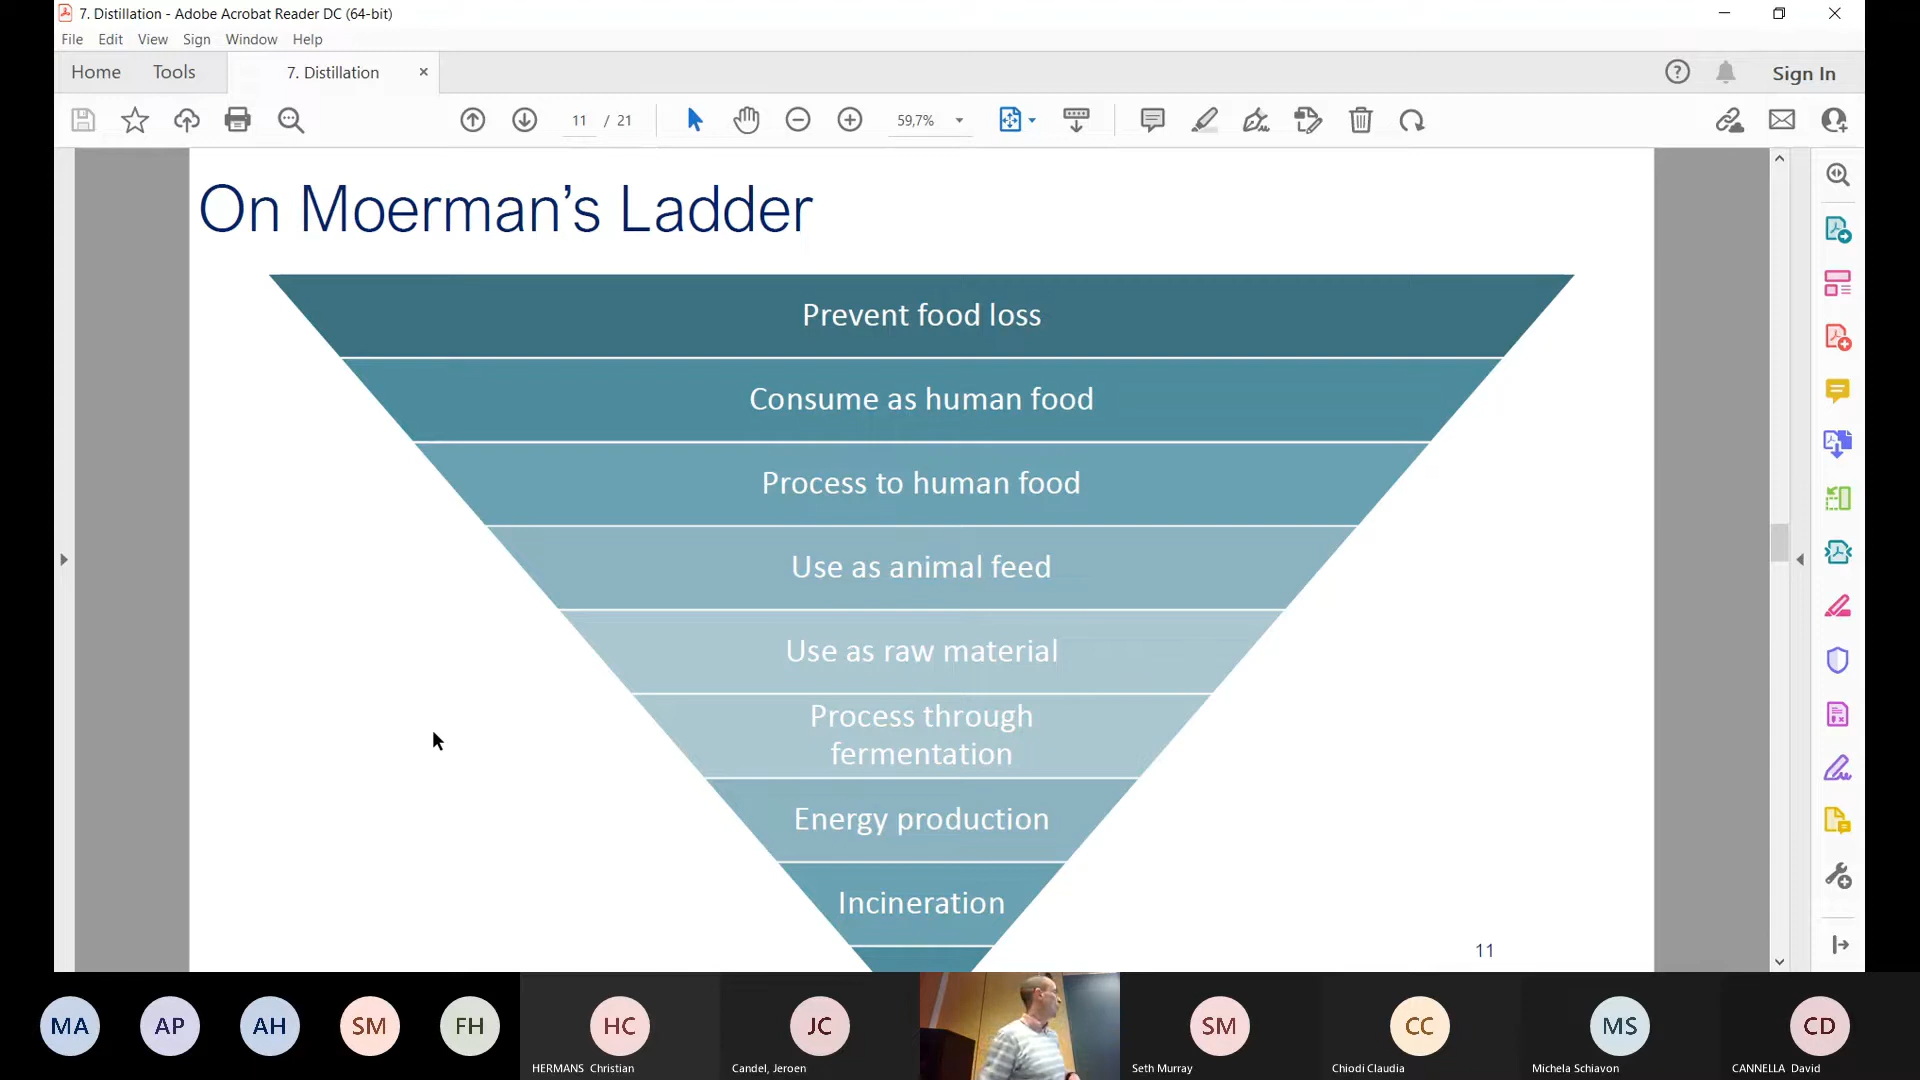 7. Distillation - Adobe Acrobat Reader DC (64-bit)
File Edit View Sign Window Help
Home Tools 7. Distillation × Sign In
11 / 21 59,7%
On Moerman's Ladder
Prevent food loss
Consume as human food
Process to human food
Use as animal feed
Use as raw material
Process through
fermentation
Energy production
Incineration
11
MA AP AH SM FH HC JC SM CC MS CD
HERMANS Christian Candel, Jeroen Seth Murray Chiodi Claudia Michela Schiavon CANNELLA David